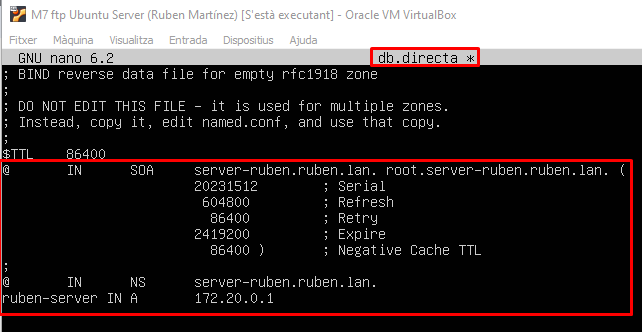 M7 ftp Ubuntu Server (Ruben Martínez) [S'està executant] - Oracle VM VirtualBox
Fitxer Màquina Visualitza Entrada Dispositius Ajuda
GNU nano 6.2 db.directa *
; BIND reverse data file for empty rfc1918 zone
;
; DO NOT EDIT THIS FILE - it is used for multiple zones.
; Instead, copy it, edit named.conf, and use that copy.
;
$TTL 86400
@ IN SOA server-ruben.ruben.lan. root.server-ruben.ruben.lan. (
20231512 ; Serial
604800 ; Refresh
86400 ; Retry
2419200 ; Expire
86400 ) ; Negative Cache TTL
;
@ IN NS server-ruben.ruben.lan.
ruben-server IN A 172.20.0.1